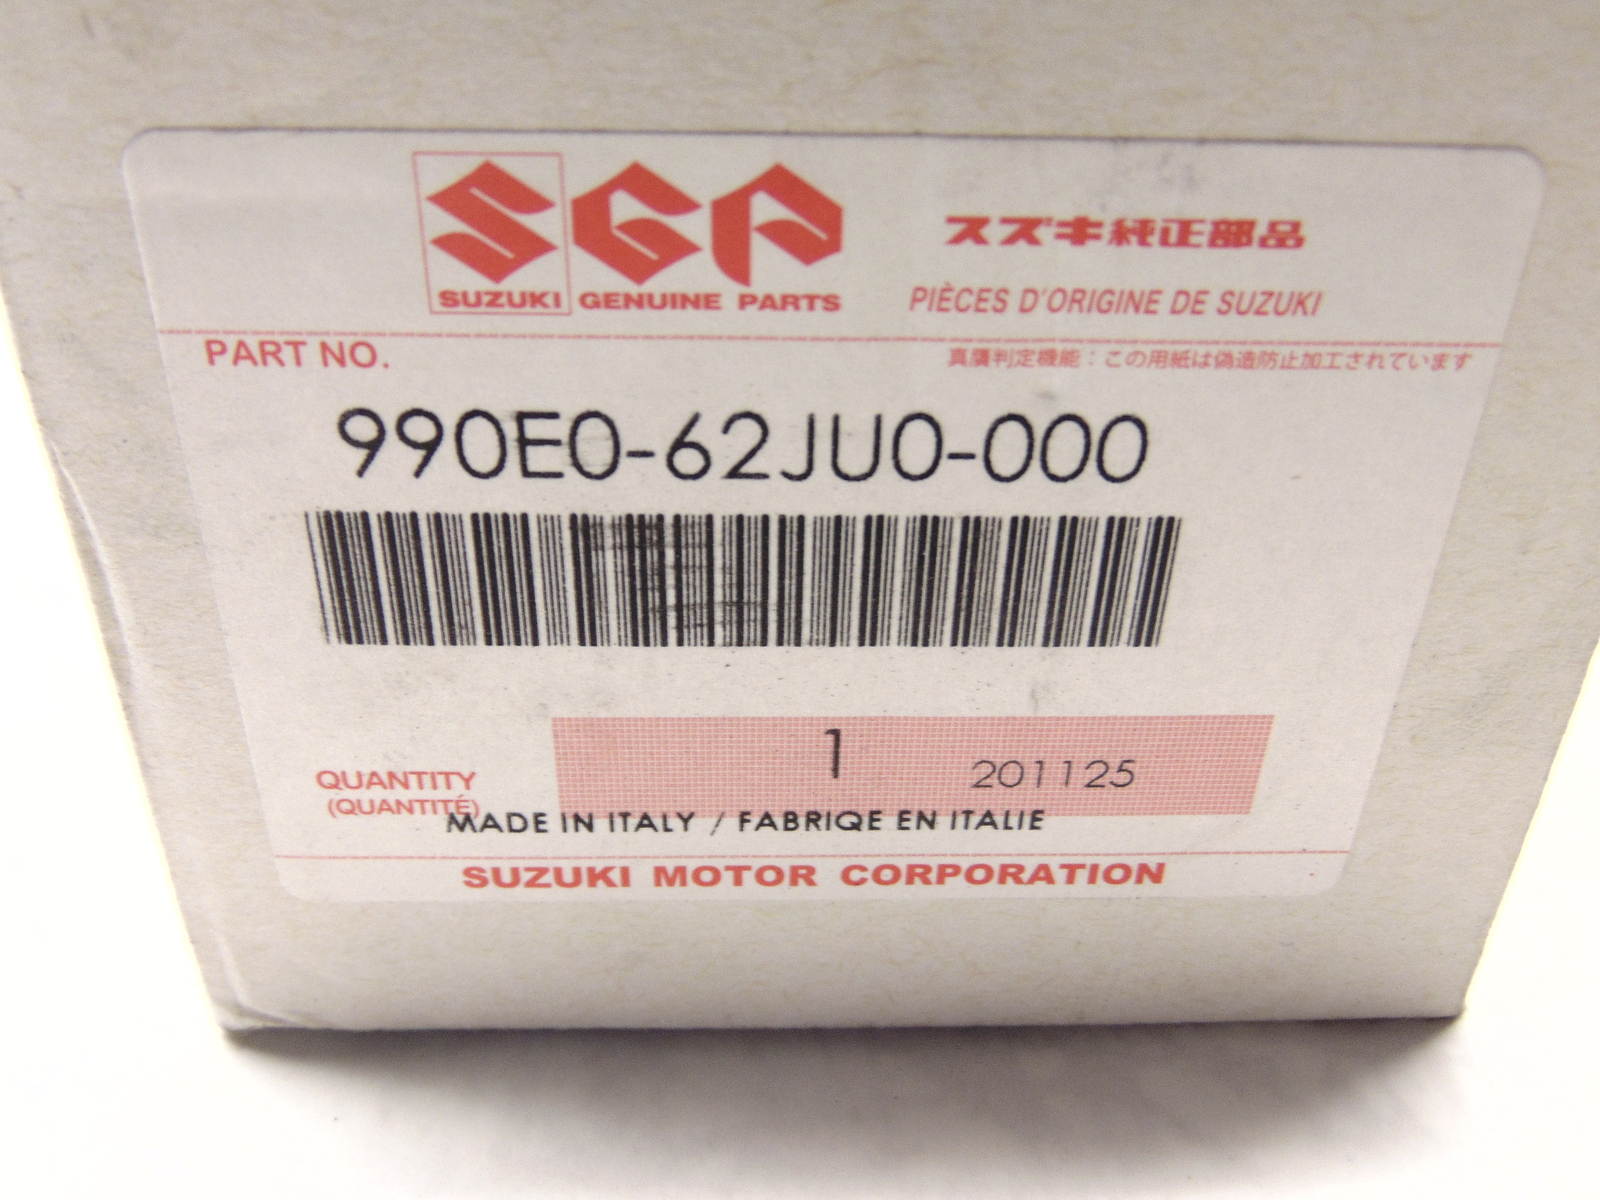 SGP
SUZUKI GENUINE PARTS
スズキ純正部品
PIÈCES D'ORIGINE DE SUZUKI
PART NO.
真贋判定機能：この用紙は偽造防止加工されています
990E0-62JU0-000
1
201125
QUANTITY
(QUANTITÉ)
MADE IN ITALY / FABRIQE EN ITALIE
SUZUKI MOTOR CORPORATION